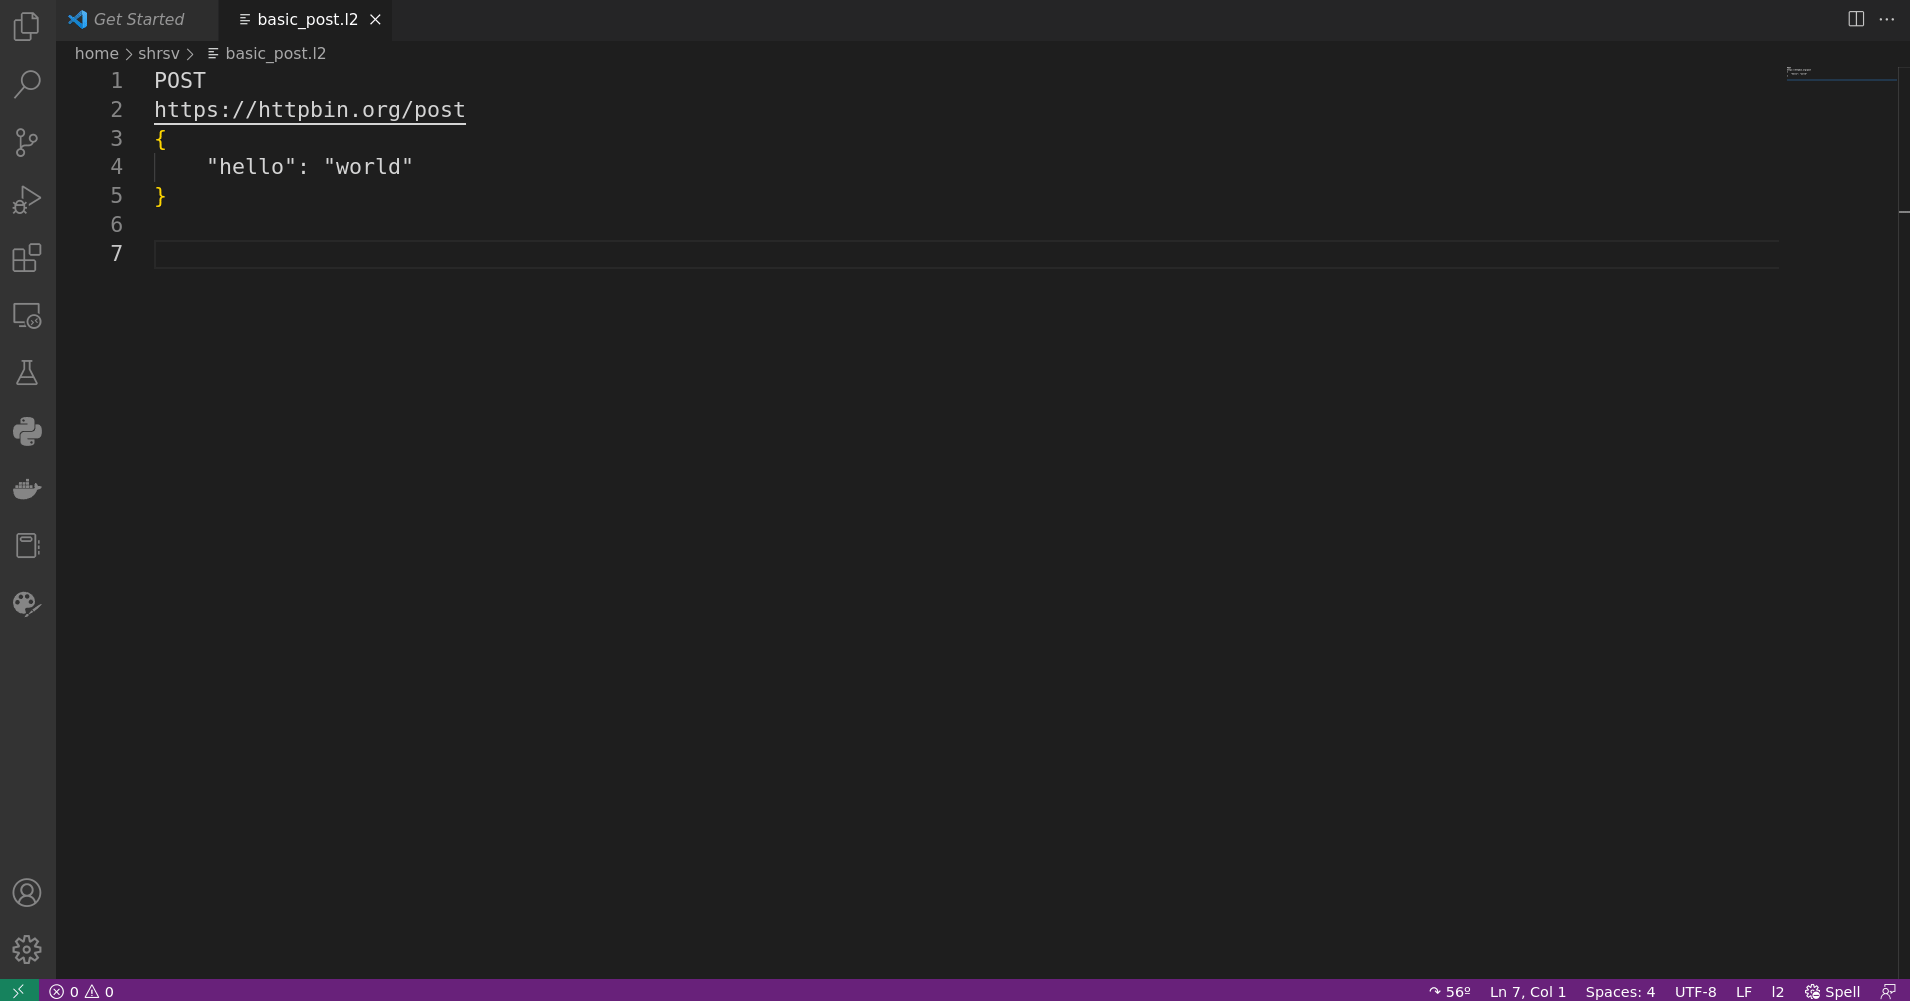 Get Started basic_post.l2
home shrsv basic_post.l2
1 POST
2 https://httpbin.org/post
3 {
4     "hello": "world"
5 }
6
7
0 0 ↷ 56º Ln 7, Col 1 Spaces: 4 UTF-8 LF l2 Spell